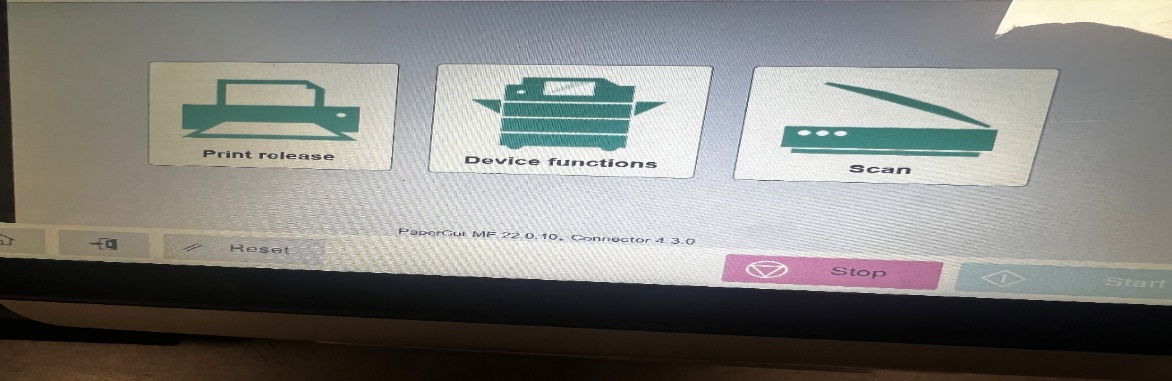 Print release
Device functions
Scan
PaperCut MF 22.0.10, Connector 4.3.0
Reset
Stop
Start